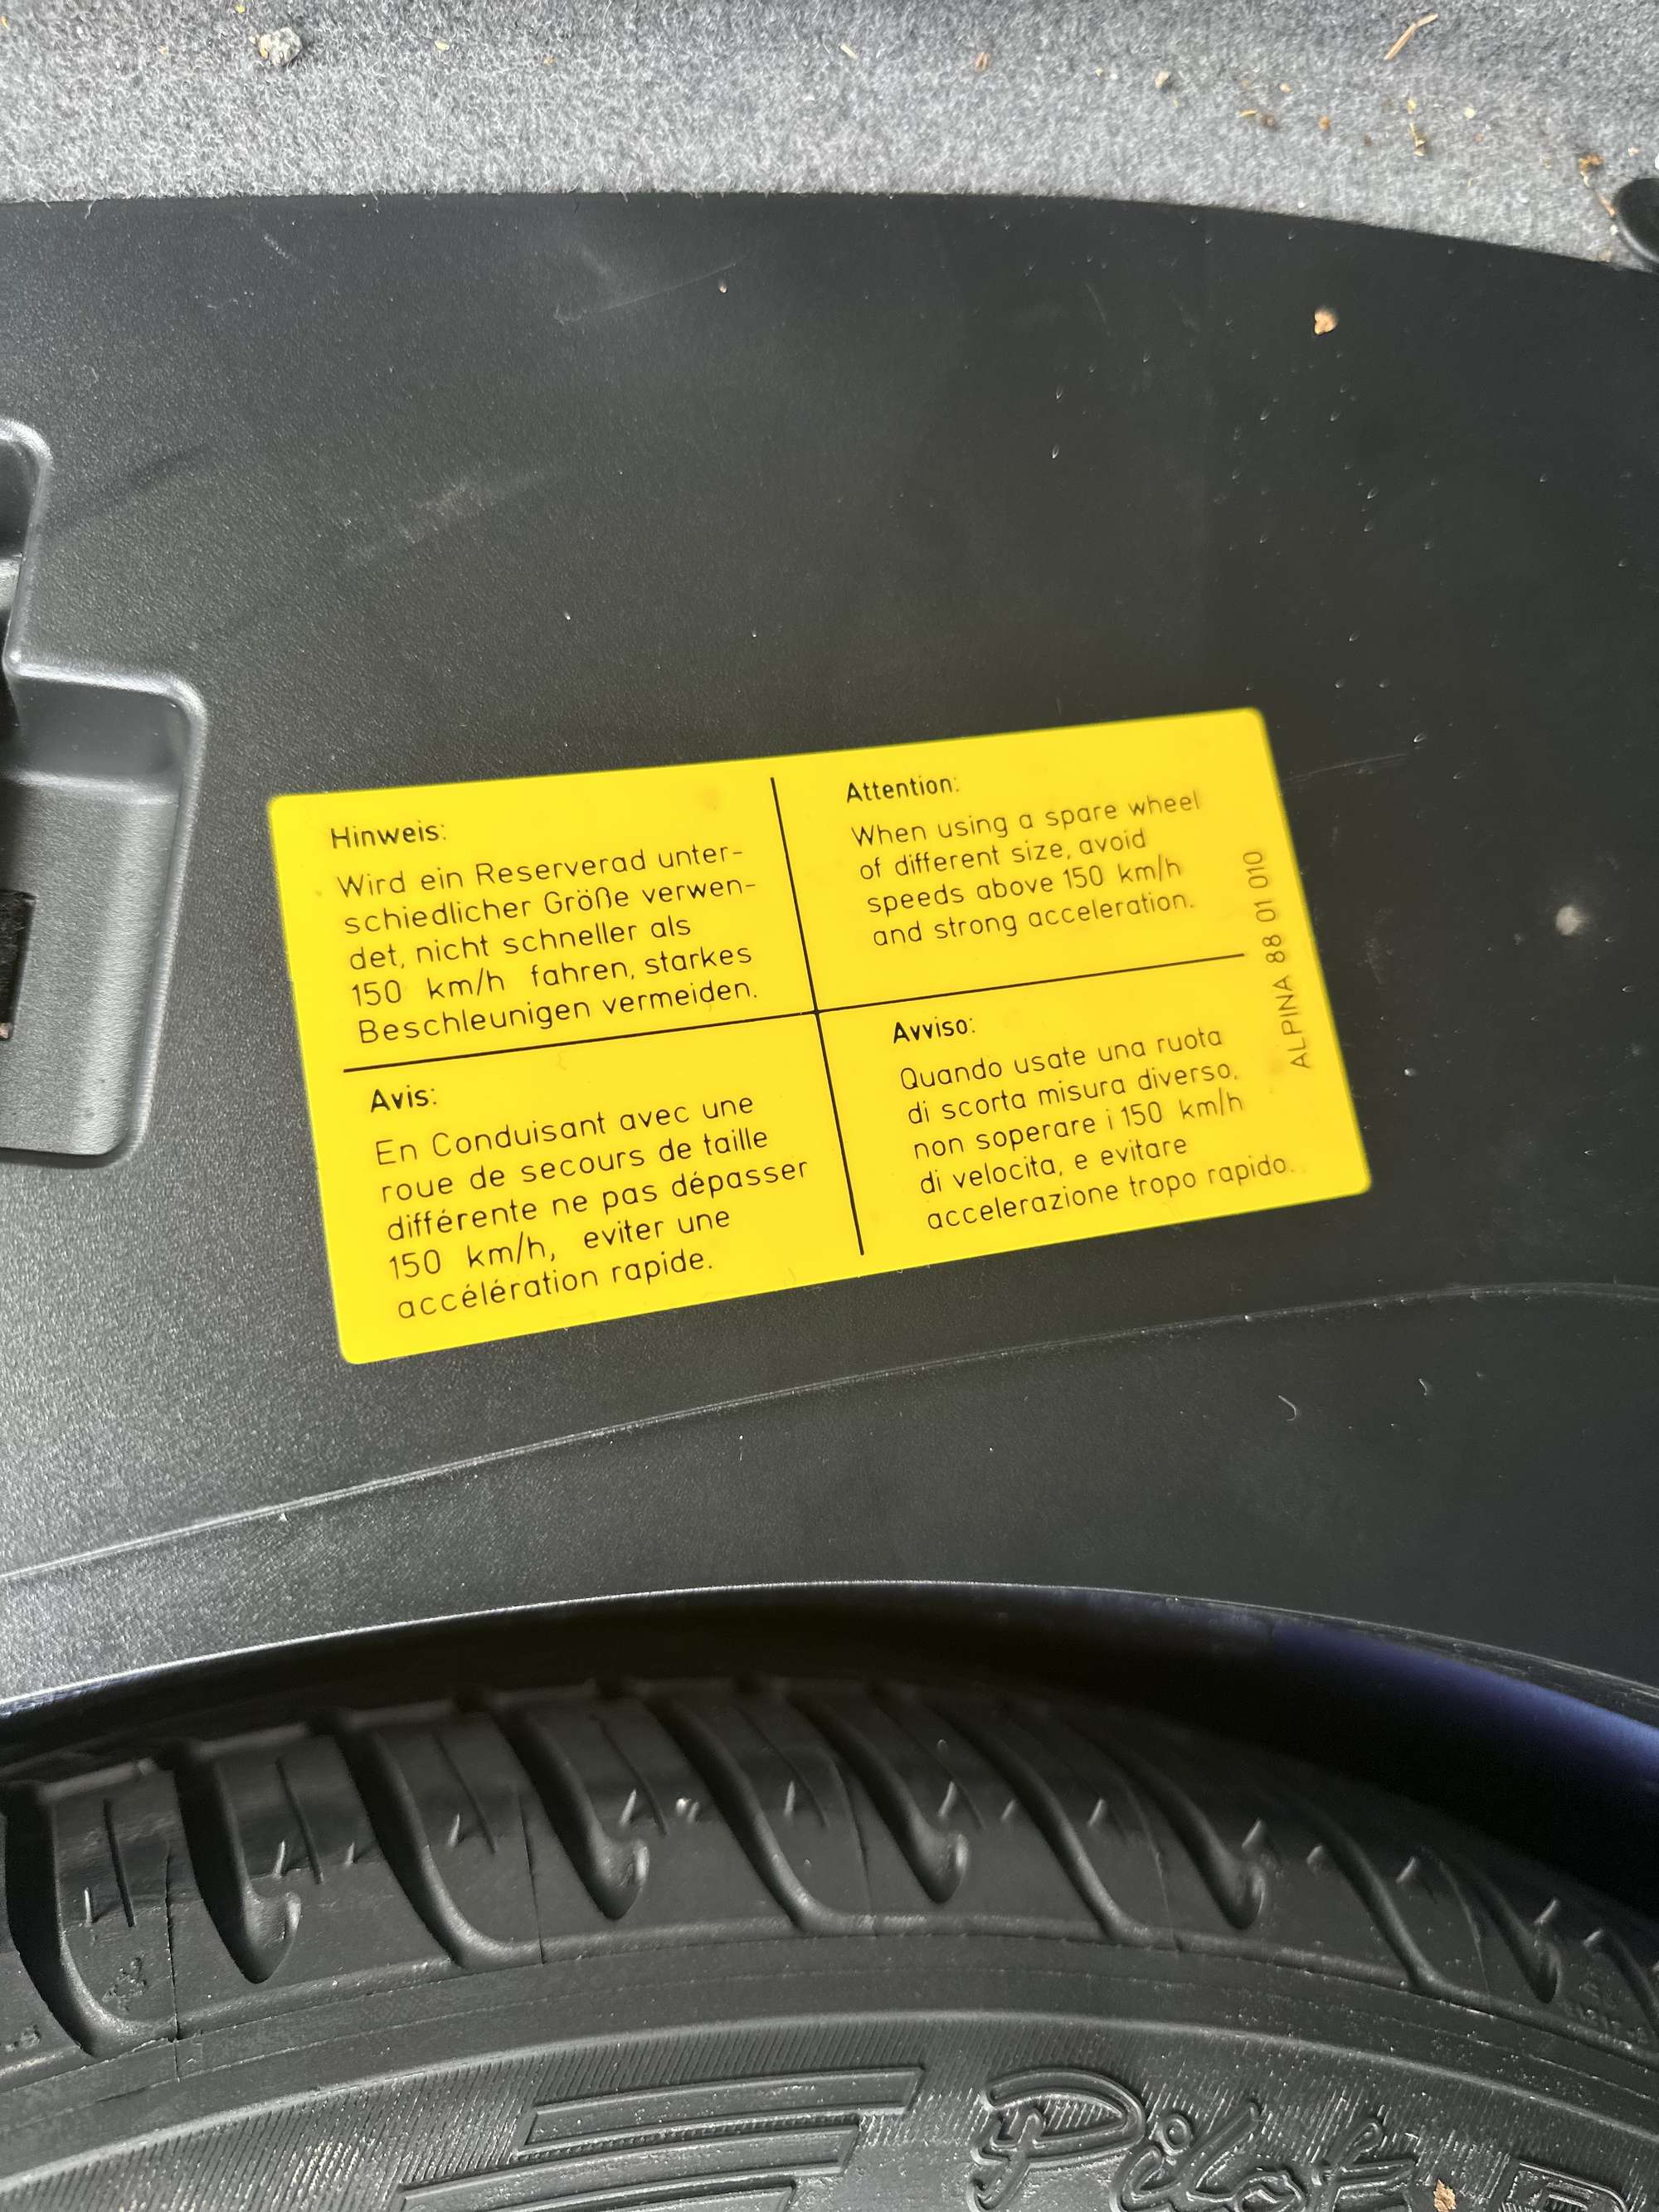 Hinweis:
Wird ein Reserverad unter-
schiedlicher Größe verwen-
det, nicht schneller als
150 km/h fahren, starkes
Beschleunigen vermeiden.
Attention:
When using a spare wheel
of different size, avoid
speeds above 150 km/h
and strong acceleration.
Avis:
En Conduisant avec une
roue de secours de taille
différente ne pas dépasser
150 km/h, eviter une
accélération rapide.
Avviso:
Quando usate una ruota
di scorta misura diverso,
non soperare i 150 km/h
di velocita, e evitare
accelerazione tropo rapido.
ALPINA 88 01 010
Pilot